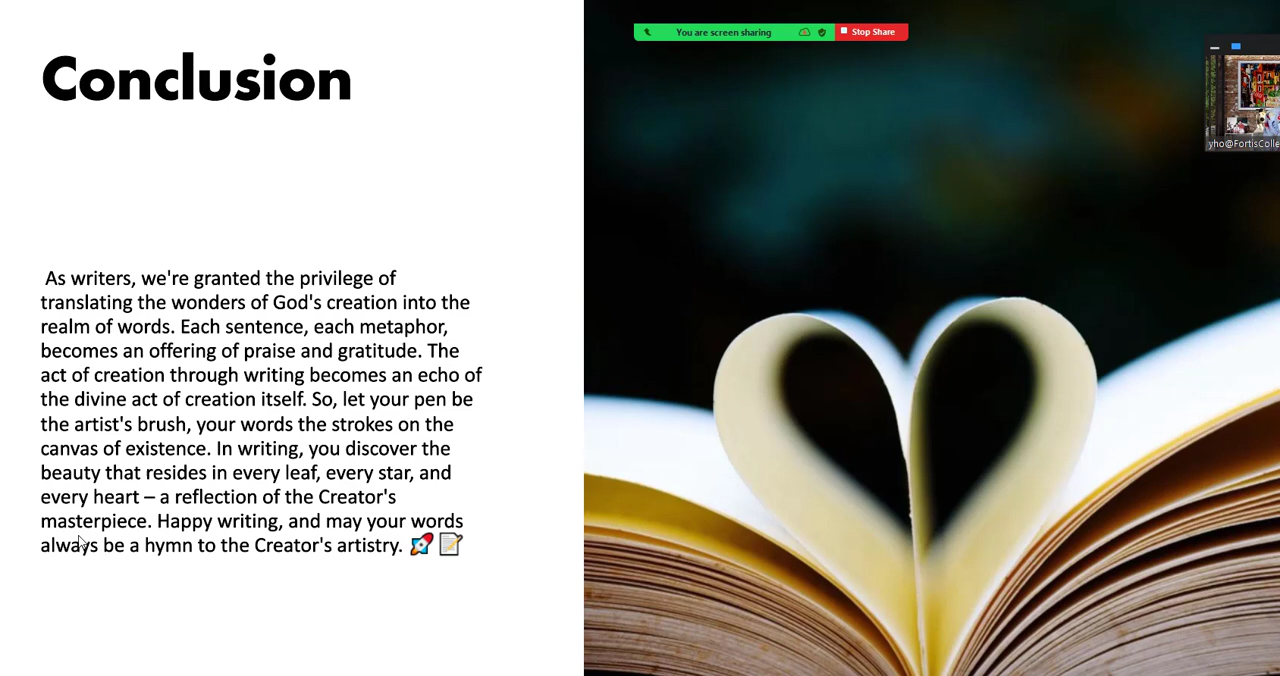 Conclusion
You are screen sharing
Stop Share
As writers, we're granted the privilege of
translating the wonders of God's creation into the
realm of words. Each sentence, each metaphor,
becomes an offering of praise and gratitude. The
act of creation through writing becomes an echo of
the divine act of creation itself. So, let your pen be
the artist's brush, your words the strokes on the
canvas of existence. In writing, you discover the
beauty that resides in every leaf, every star, and
every heart – a reflection of the Creator's
masterpiece. Happy writing, and may your words
always be a hymn to the Creator's artistry. 🚀 📝
yho@FortisColle